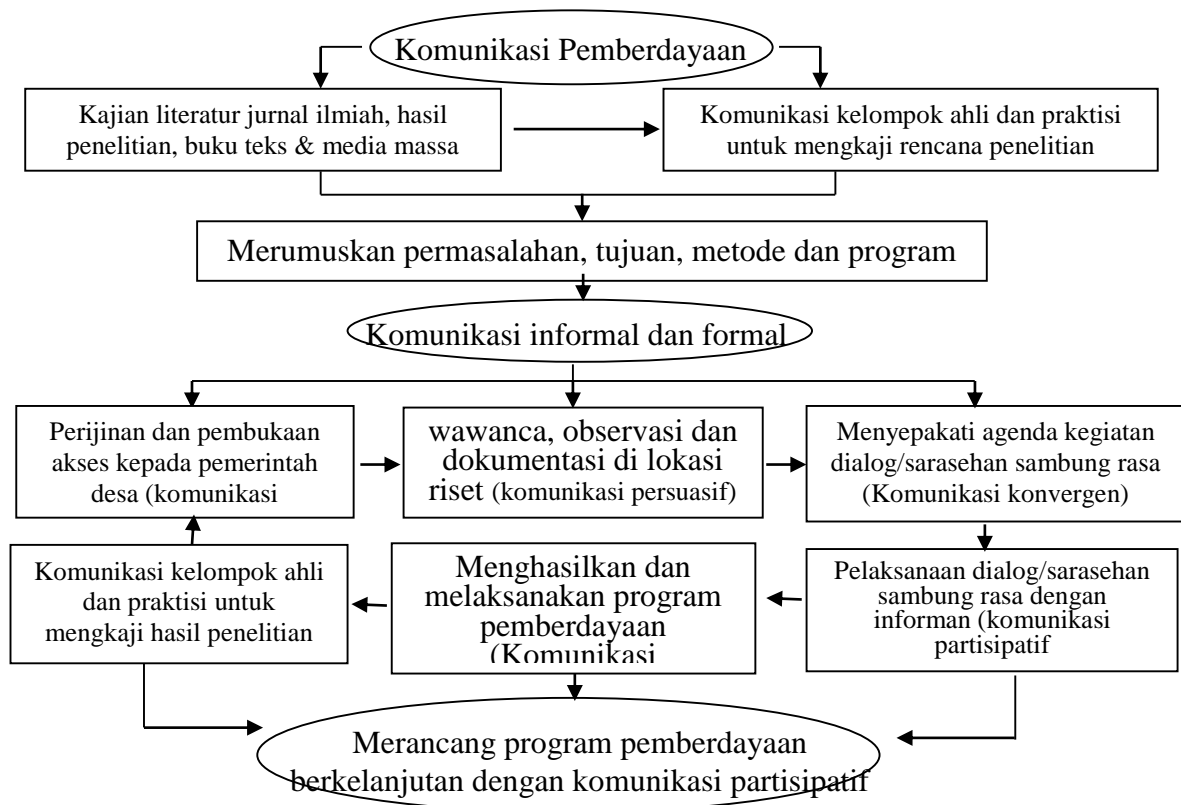 Komunikasi Pemberdayaan
Kajian literatur jurnal ilmiah, hasil
penelitian, buku teks & media massa
Komunikasi kelompok ahli dan praktisi
untuk mengkaji rencana penelitian
Merumuskan permasalahan, tujuan, metode dan program
Komunikasi informal dan formal
Perijinan dan pembukaan
akses kepada pemerintah
desa (komunikasi
wawanca, observasi dan
dokumentasi di lokasi
riset (komunikasi persuasif)
Menyepakati agenda kegiatan
dialog/sarasehan sambung rasa
(Komunikasi konvergen)
Komunikasi kelompok ahli
dan praktisi untuk
mengkaji hasil penelitian
Menghasilkan dan
melaksanakan program
pemberdayaan
(Komunikasi
Pelaksanaan dialog/sarasehan
sambung rasa dengan
informan (komunikasi
partisipatif
Merancang program pemberdayaan
berkelanjutan dengan komunikasi partisipatif